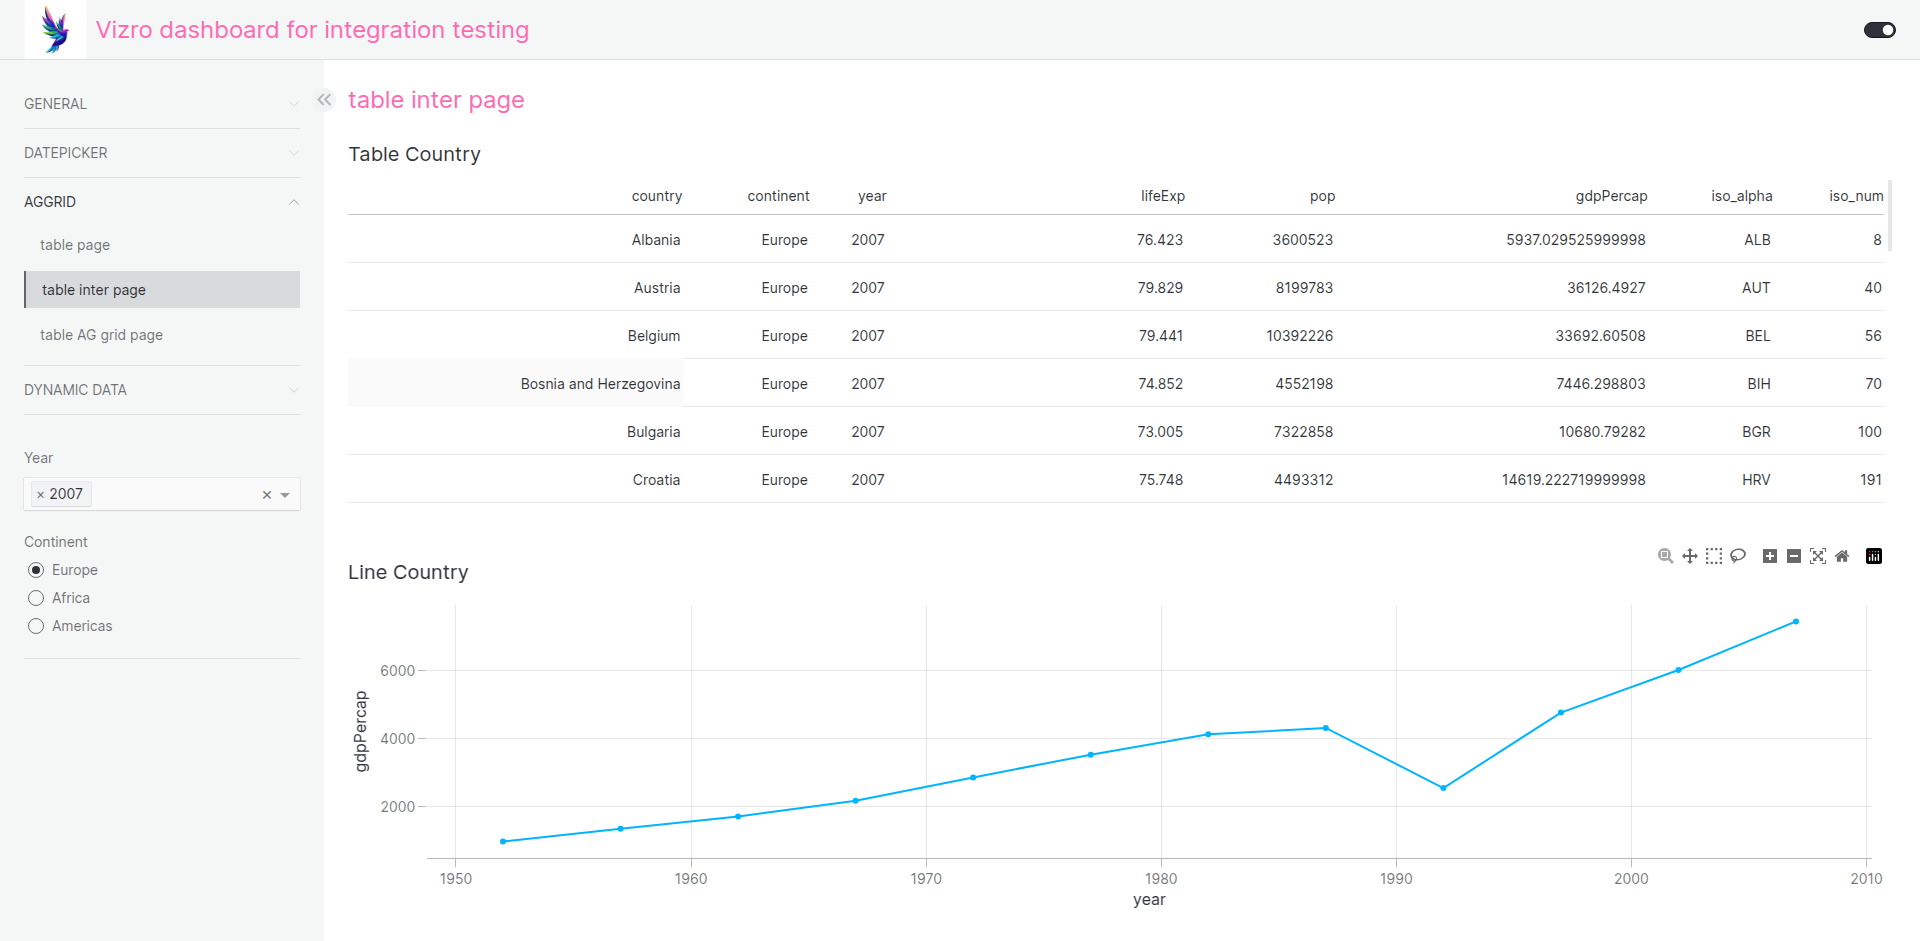 Vizro dashboard for integration testing
GENERAL
DATEPICKER
AGGRID
table page
table inter page
table AG grid page
DYNAMIC DATA
Year
× 2007
Continent
Europe
Africa
Americas
table inter page
Table Country
country continent year lifeExp pop gdpPercap iso_alpha iso_num
Albania Europe 2007 76.423 3600523 5937.029525999998 ALB 8
Austria Europe 2007 79.829 8199783 36126.4927 AUT 40
Belgium Europe 2007 79.441 10392226 33692.60508 BEL 56
Bosnia and Herzegovina Europe 2007 74.852 4552198 7446.298803 BIH 70
Bulgaria Europe 2007 73.005 7322858 10680.79282 BGR 100
Croatia Europe 2007 75.748 4493312 14619.222719999998 HRV 191
Line Country
gdpPercap
6000
4000
2000
1950 1960 1970 1980 1990 2000 2010
year